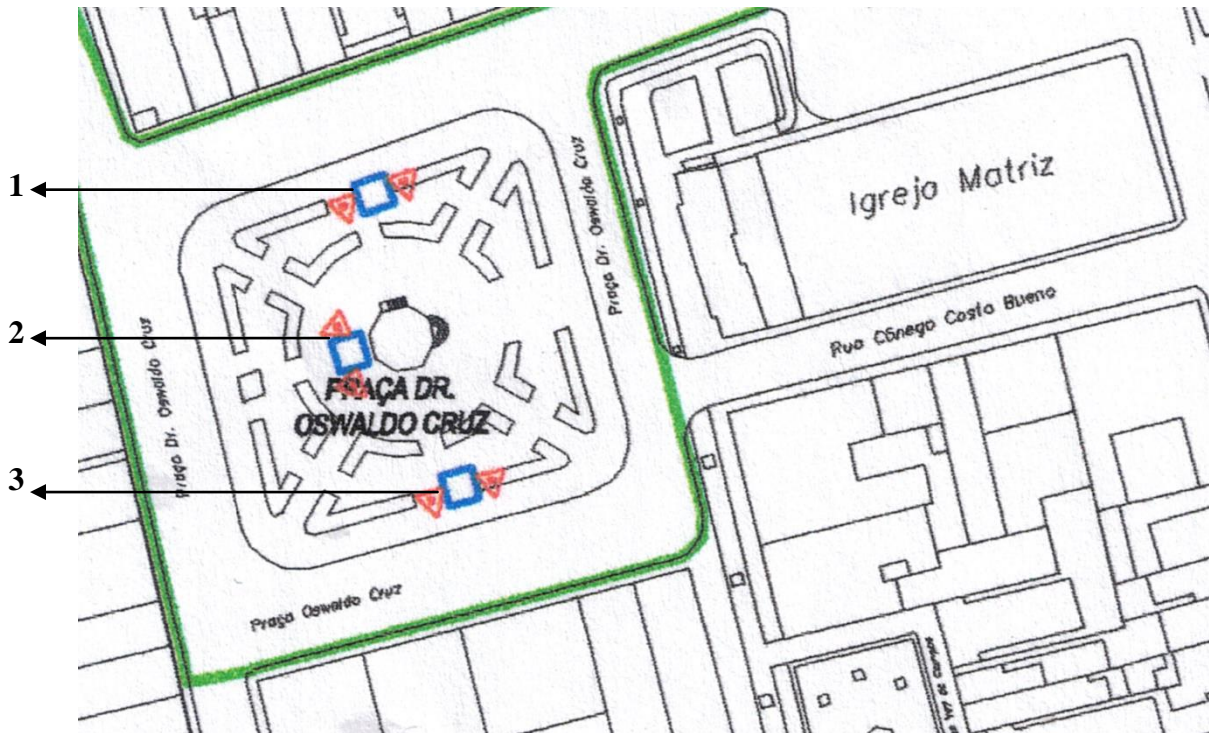 1
Igreja Matriz
Praça Dr. Oswaldo Cruz
Praça Dr. Oswaldo Cruz
Rua Cônego Costa Bueno
2
PRAÇA DR.
OSWALDO CRUZ
3
Praça Oswaldo Cruz